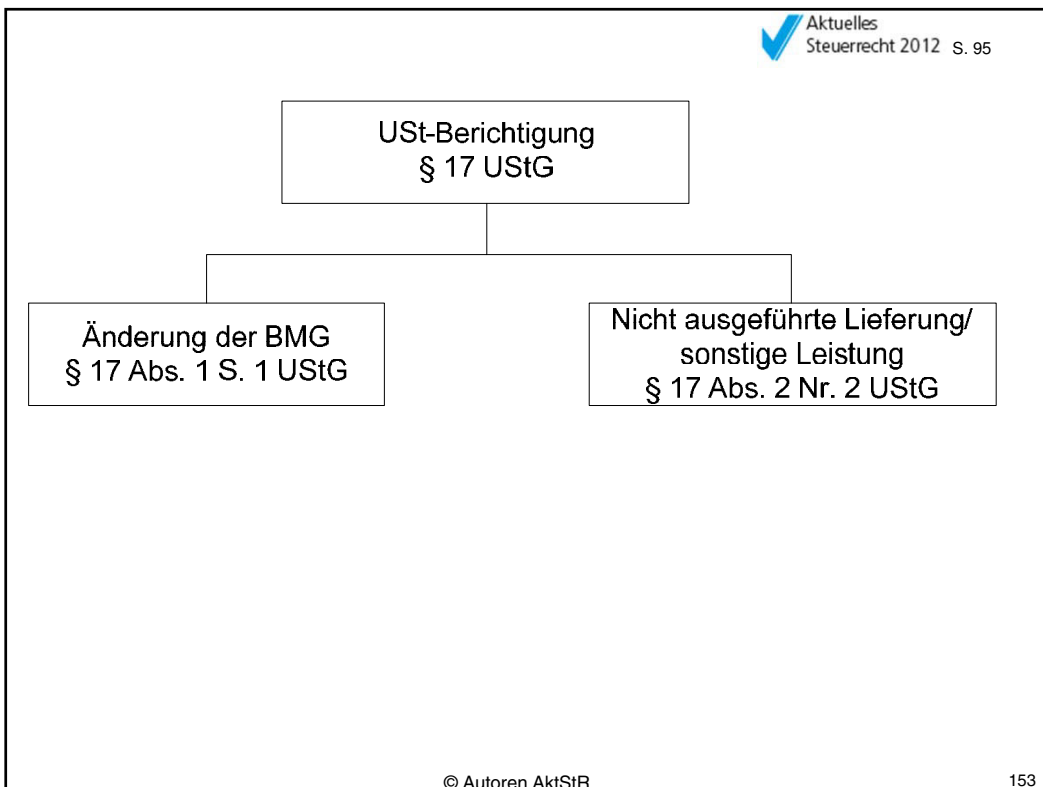 Aktuelles
Steuerrecht 2012 S. 95
USt-Berichtigung
§ 17 UStG
Änderung der BMG
§ 17 Abs. 1 S. 1 UStG
Nicht ausgeführte Lieferung/
sonstige Leistung
§ 17 Abs. 2 Nr. 2 UStG
© Autoren AktStR
153